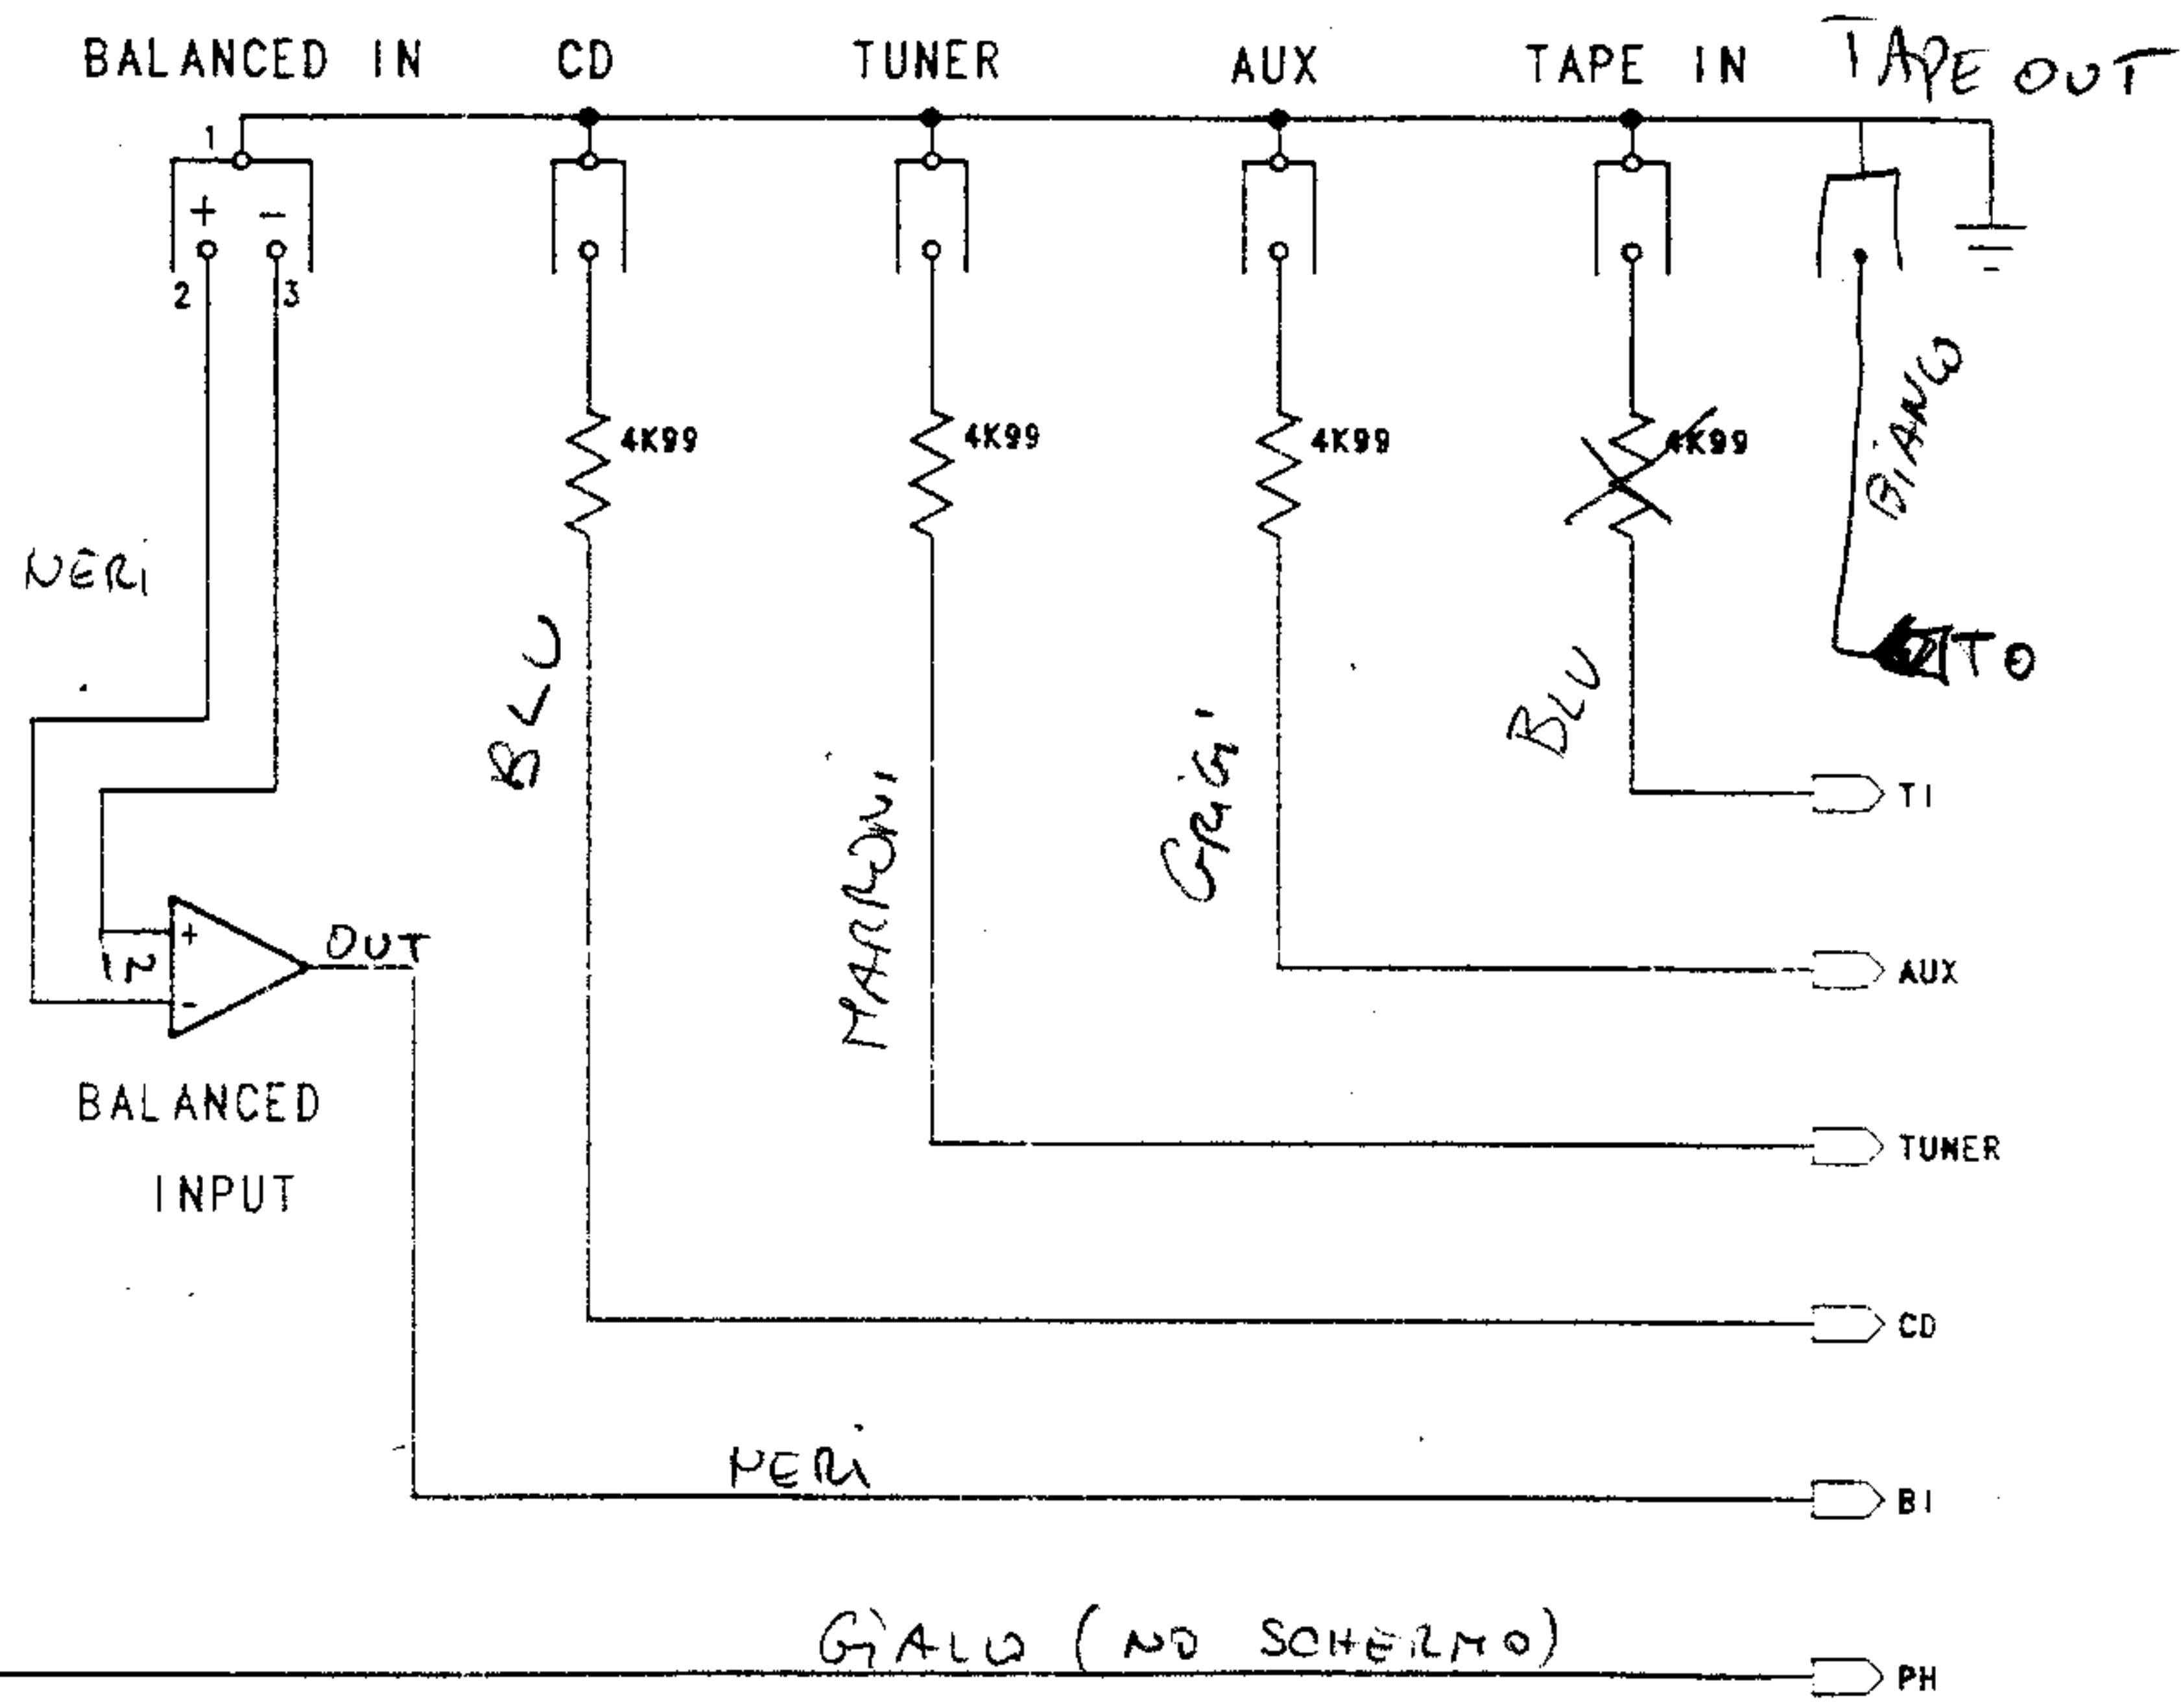 BALANCED IN CD TUNER AUX TAPE IN TAPE OUT
1
+ -
2 3
4K99 4K99 4K99 4K99
BIANCO
NERI
BLU
BLU
TO
GRIGI
MARRONI
TI
+ OUT
IN
-
AUX
BALANCED
INPUT
TUNER
CD
NERI
BI
GIALLO (NO SCHERMO)
PH